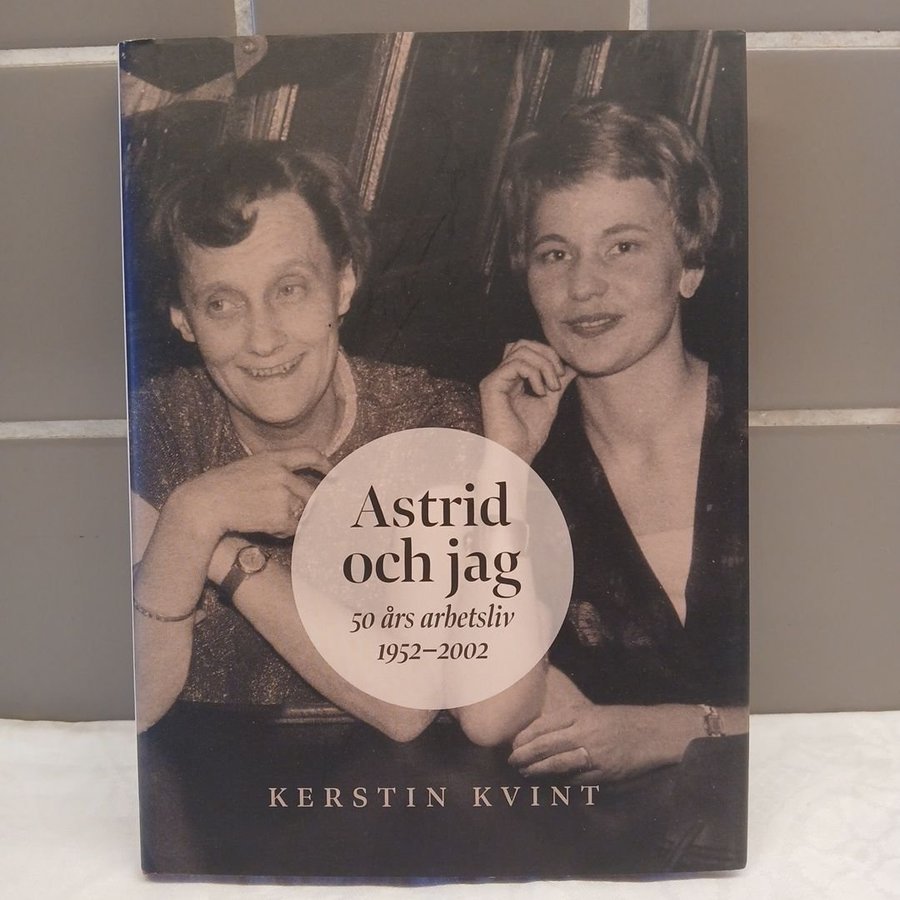 Astrid
och jag
50 års arbetsliv
1952–2002
KERSTIN KVINT